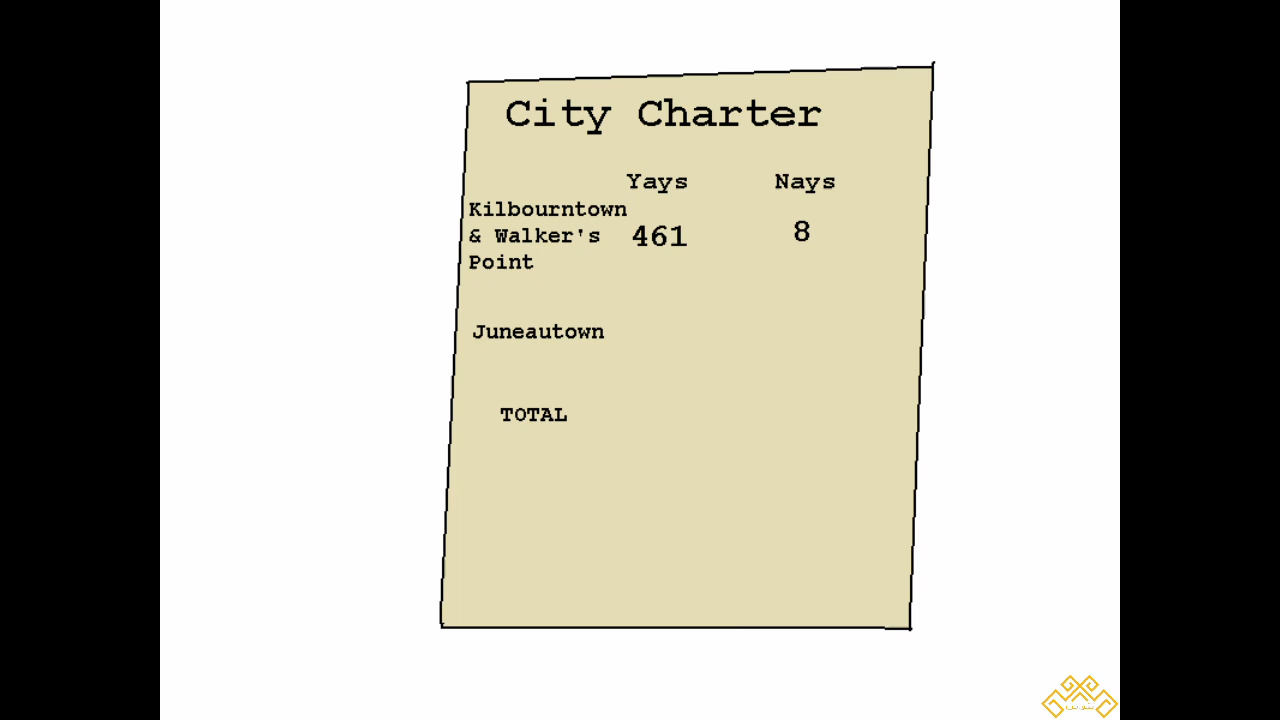 City Charter
Yays Nays
Kilbourntown
& Walker's 461 8
Point
Juneautown
TOTAL